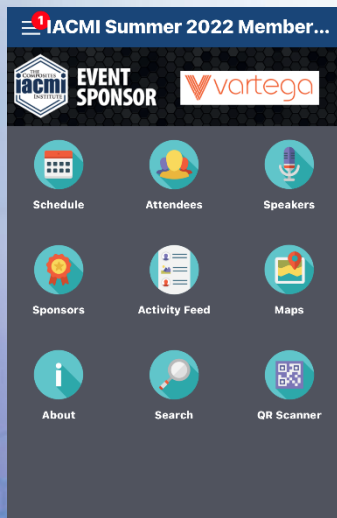 1
IACMI Summer 2022 Member...
THE
COMPOSITES
iacmi
INSTITUTE
EVENT
SPONSOR
vartega
Schedule
Attendees
Speakers
Sponsors
Activity Feed
Maps
i
About
Search
QR Scanner